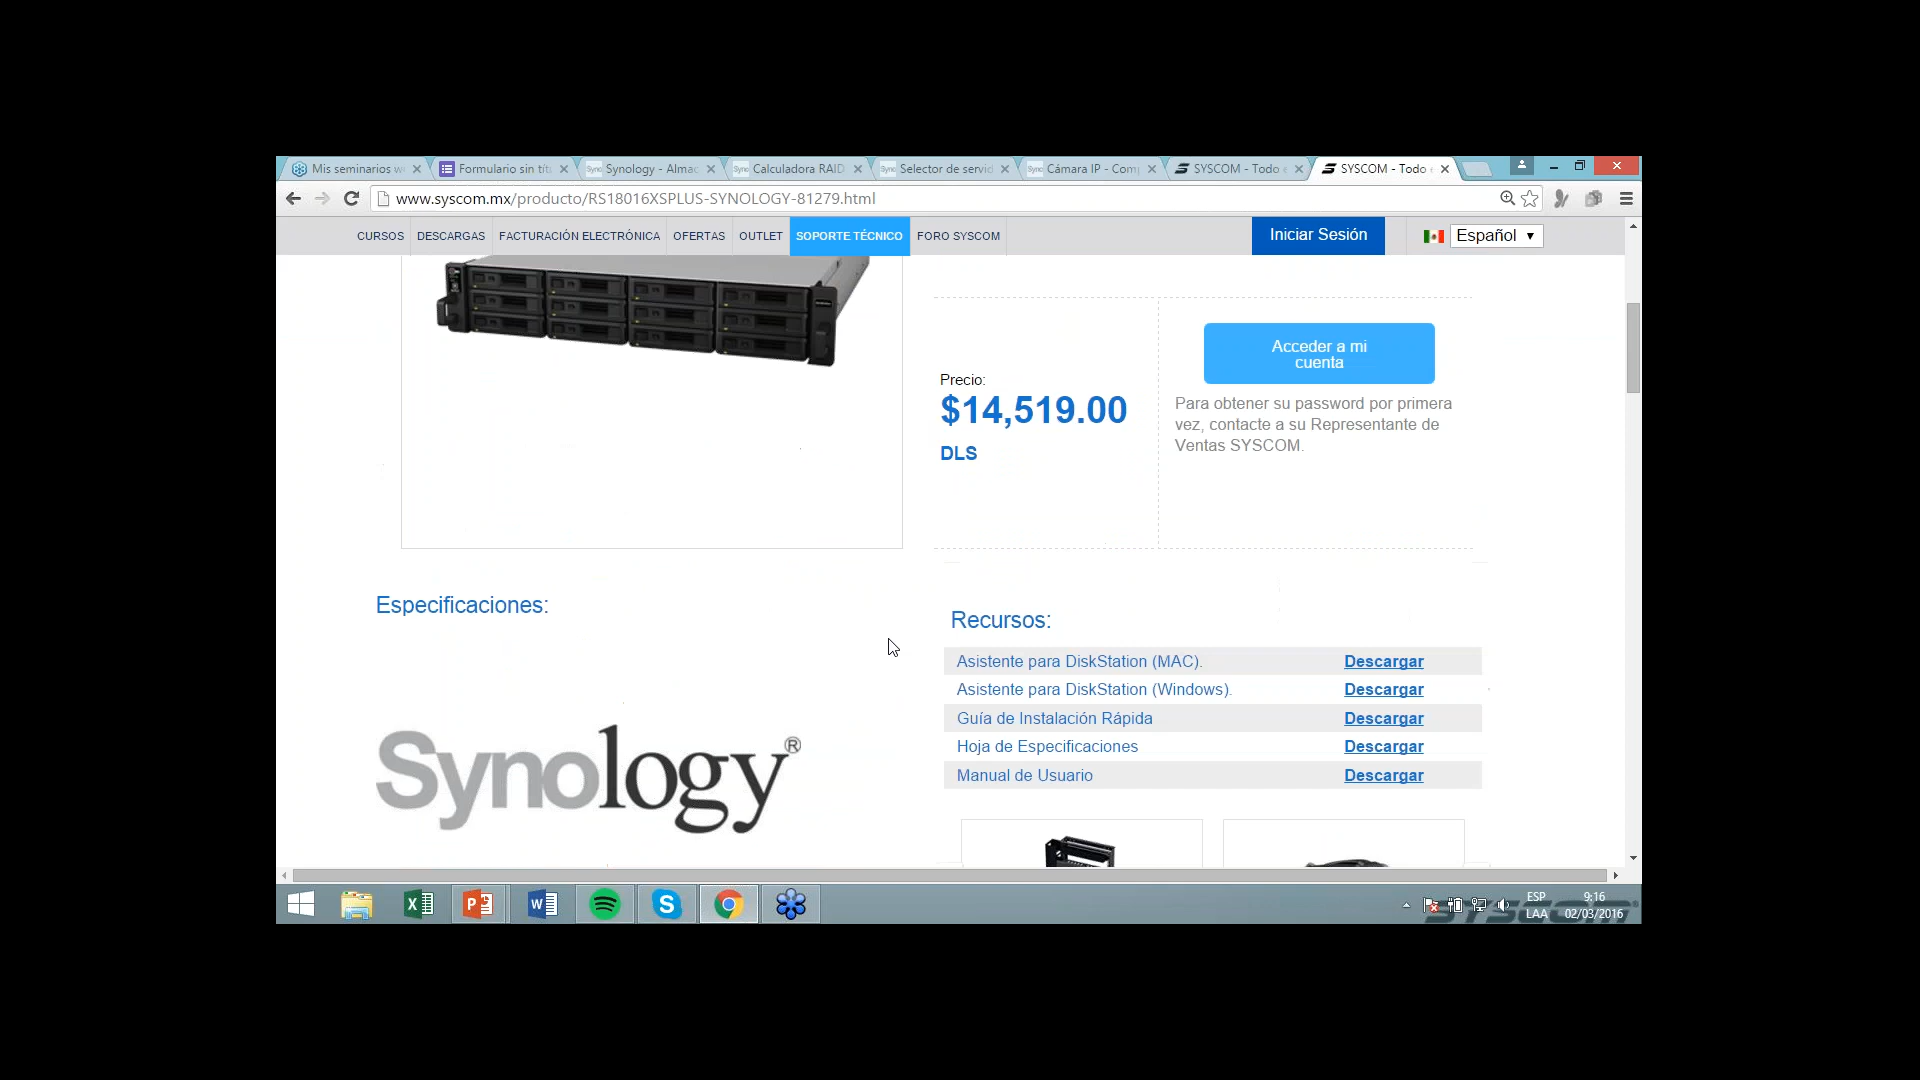 Mis seminarios w
Formulario sin tít
Synology - Almac
Calculadora RAID
Selector de servid
Cámara IP - Com
SYSCOM - Todo e
SYSCOM - Todo e
www.syscom.mx/producto/RS18016XSPLUS-SYNOLOGY-81279.html
CURSOS DESCARGAS FACTURACIÓN ELECTRÓNICA OFERTAS OUTLET SOPORTE TÉCNICO FORO SYSCOM
Iniciar Sesión
Español
Acceder a mi
cuenta
Precio:
$14,519.00
DLS
Para obtener su password por primera
vez, contacte a su Representante de
Ventas SYSCOM.
Especificaciones:
Recursos:
Asistente para DiskStation (MAC). Descargar
Asistente para DiskStation (Windows). Descargar
Guía de Instalación Rápida Descargar
Hoja de Especificaciones Descargar
Manual de Usuario Descargar
Synology®
ESP
LAA
9:16
02/03/2016
SYSCOM